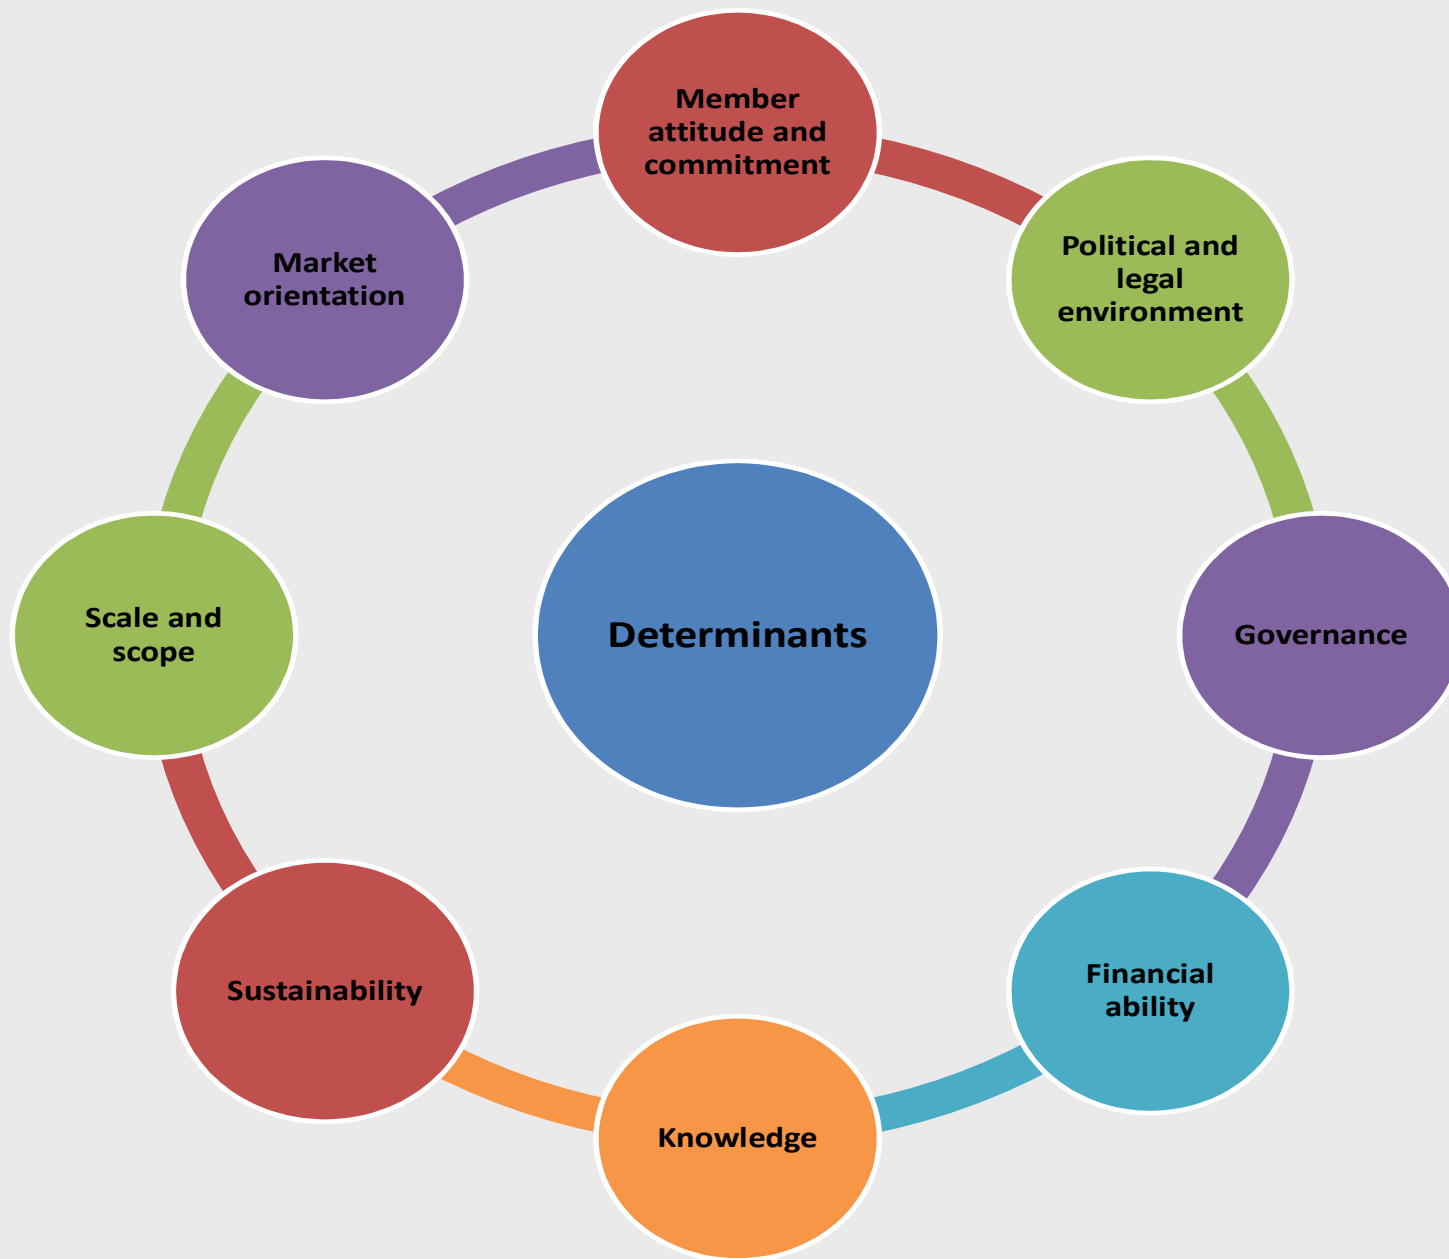 Member
attitude and
commitment
Political and
legal
environment
Governance
Financial
ability
Knowledge
Sustainability
Scale and
scope
Market
orientation
Determinants